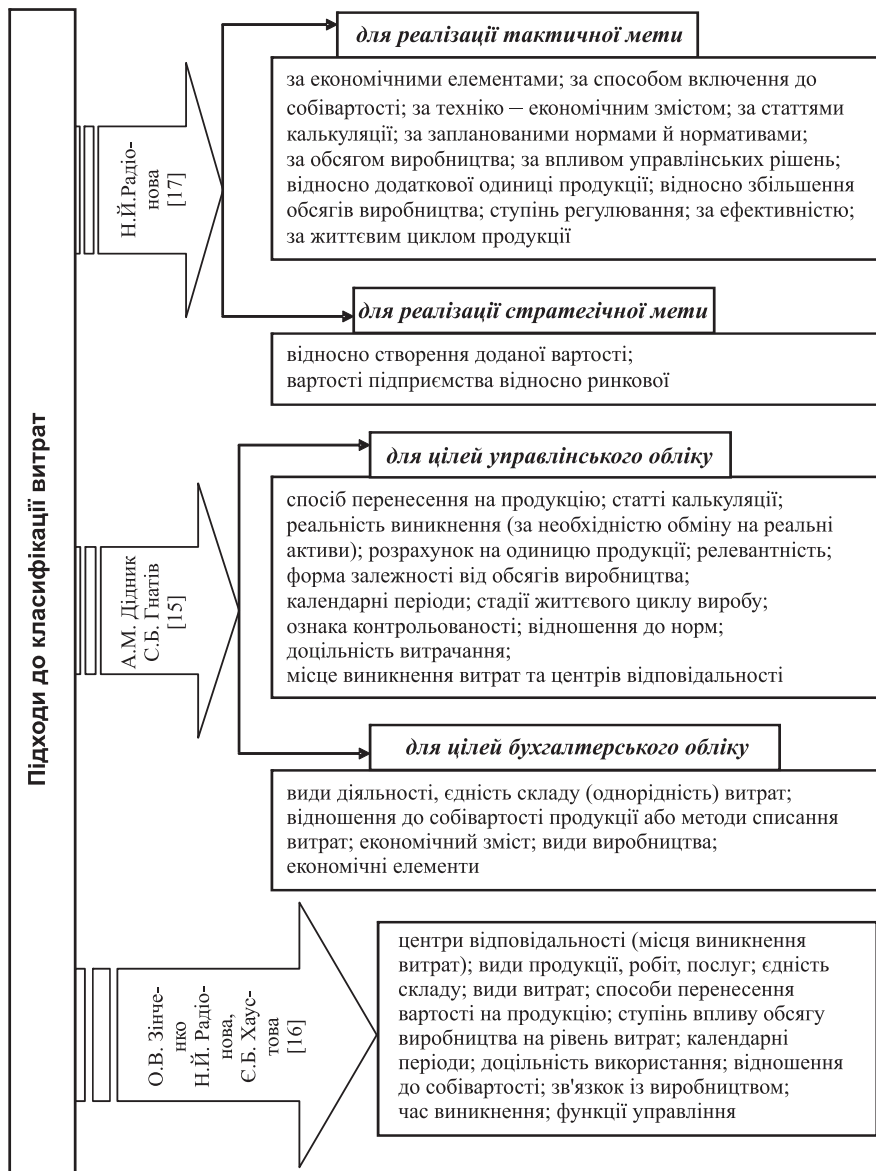 Підходи до класифікації витрат
Н.Й.Радіо-
нова
[17]
для реалізації тактичної мети
за економічними елементами; за способом включення до
собівартості; за техніко – економічним змістом; за статтями
калькуляції; за запланованими нормами й нормативами;
за обсягом виробництва; за впливом управлінських рішень;
відносно додаткової одиниці продукції; відносно збільшення
обсягів виробництва; ступінь регулювання; за ефективністю;
за життєвим циклом продукції
для реалізації стратегічної мети
відносно створення доданої вартості;
вартості підприємства відносно ринкової
А.М. Дідник
С.Б. Гнатів
[15]
для цілей управлінського обліку
спосіб перенесення на продукцію; статті калькуляції;
реальність виникнення (за необхідністю обміну на реальні
активи); розрахунок на одиницю продукції; релевантність;
форма залежності від обсягів виробництва;
календарні періоди; стадії життєвого циклу виробу;
ознака контрольованості; відношення до норм;
доцільність витрачання;
місце виникнення витрат та центрів відповідальності
для цілей бухгалтерського обліку
види діяльності, єдність складу (однорідність) витрат;
відношення до собівартості продукції або методи списання
витрат; економічний зміст; види виробництва;
економічні елементи
О.В. Зінче-
нко
Н.Й. Радіо-
нова,
Є.Б. Хаус-
това
[16]
центри відповідальності (місця виникнення
витрат); види продукції, робіт, послуг; єдність
складу; види витрат; способи перенесення
вартості на продукцію; ступінь впливу обсягу
виробництва на рівень витрат; календарні
періоди; доцільність використання; відношення
до собівартості; зв'язкок із виробництвом;
час виникнення; функції управління